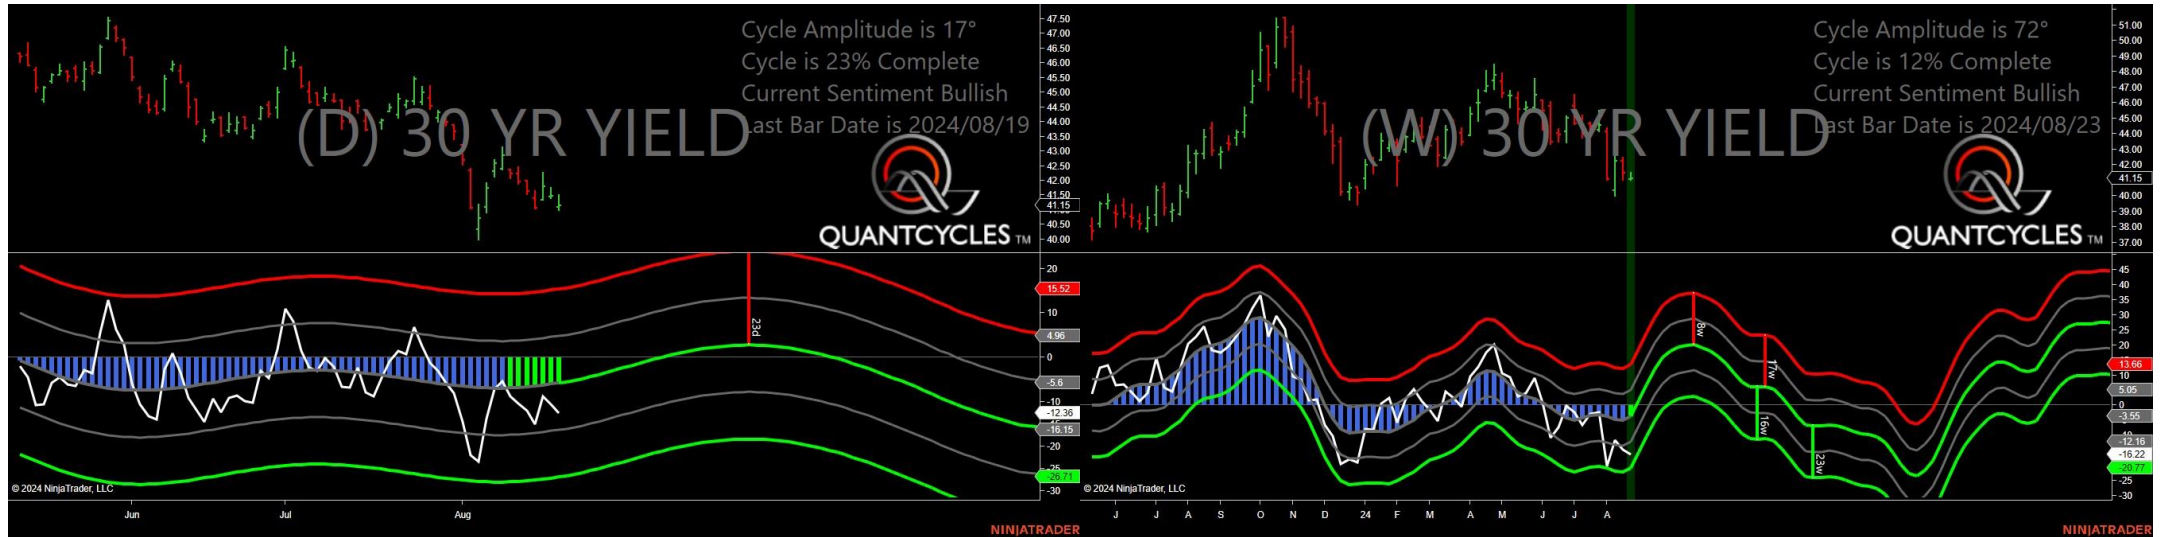 Cycle Amplitude is 17°
Cycle is 23% Complete
Current Sentiment Bullish
Last Bar Date is 2024/08/19
(D) 30 YR YIELD
QUANTCYCLES TM
47.50
47.00
46.50
46.00
45.50
45.00
44.50
44.00
43.50
43.00
42.50
42.00
41.50
41.15
40.50
40.00
20
15.52
10
4.96
0
-5.6
-10
-12.36
-16.15
-20
-25
-26.71
-30
23d
© 2024 NinjaTrader, LLC
Jun Jul Aug
NINJATRADER
Cycle Amplitude is 72°
Cycle is 12% Complete
Current Sentiment Bullish
Last Bar Date is 2024/08/23
(W) 30 YR YIELD
QUANTCYCLES TM
51.00
50.00
49.00
48.00
47.00
46.00
45.00
44.00
43.00
42.00
41.15
40.00
39.00
38.00
37.00
45
35
30
25
20
13.66
10
5.05
0
-3.55
-12.16
-16.22
-20.77
-25
-30
8w
17w
16w
23w
© 2024 NinjaTrader, LLC
J J A S O N D 24 F M A M J J A
NINJATRADER